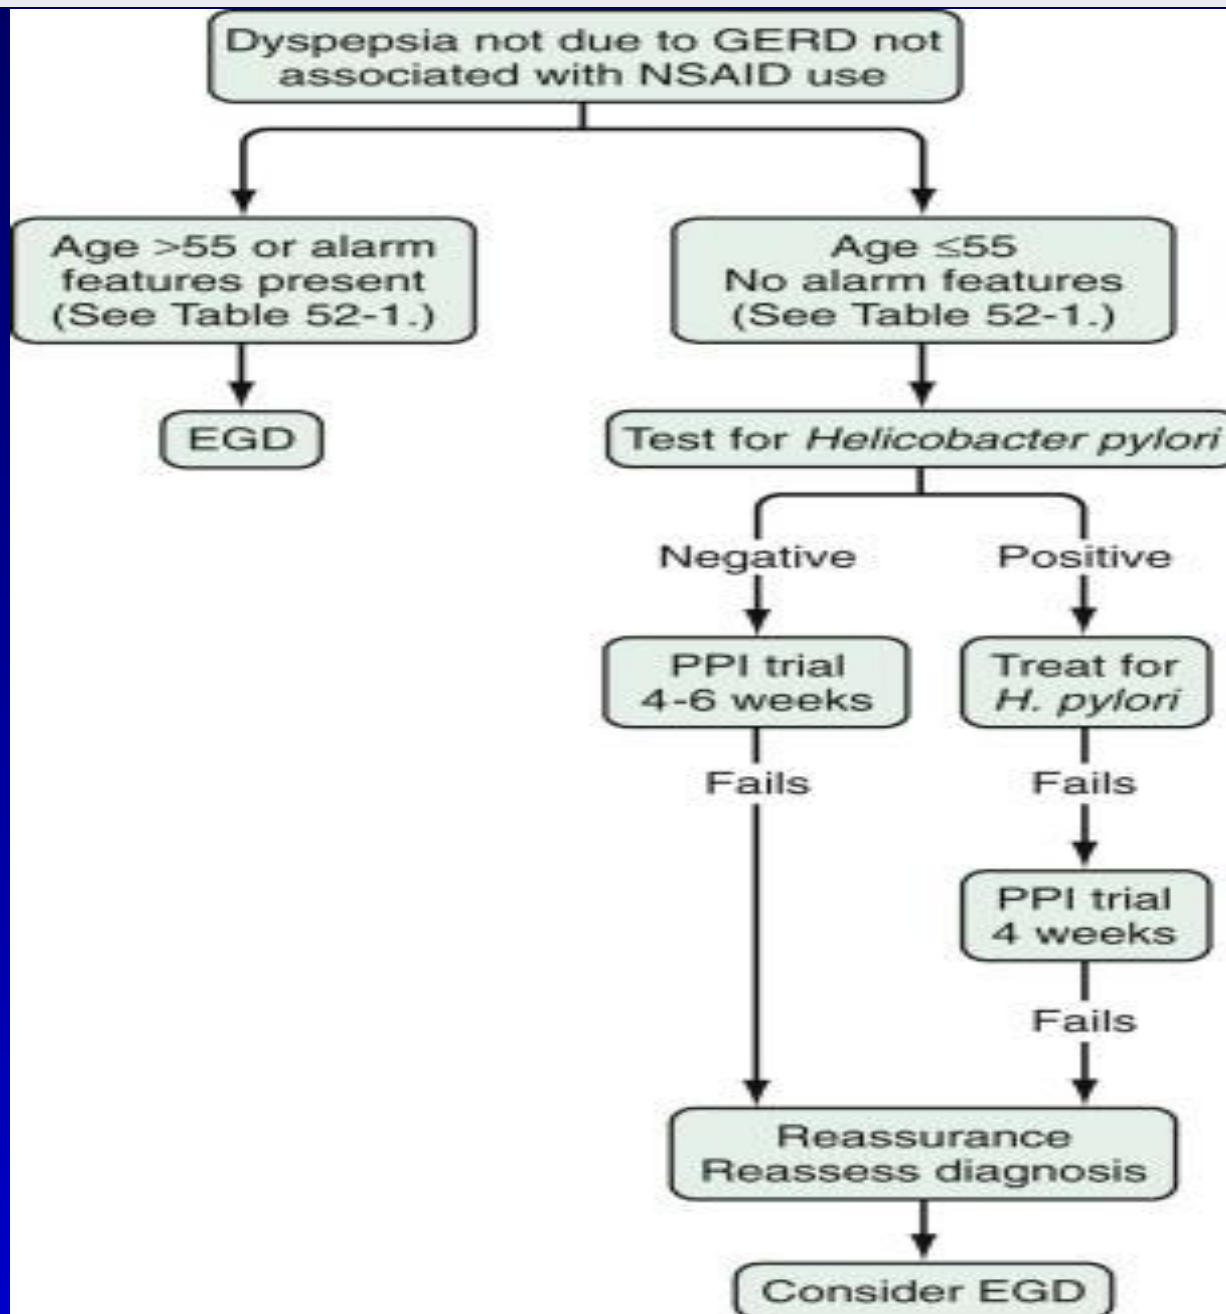 Dyspepsia not due to GERD not
associated with NSAID use
Age >55 or alarm
features present
(See Table 52-1.)
EGD
Age ≤55
No alarm features
(See Table 52-1.)
Test for Helicobacter pylori
Negative
Positive
PPI trial
4-6 weeks
Treat for
H. pylori
Fails
Fails
PPI trial
4 weeks
Fails
Reassurance
Reassess diagnosis
Consider EGD